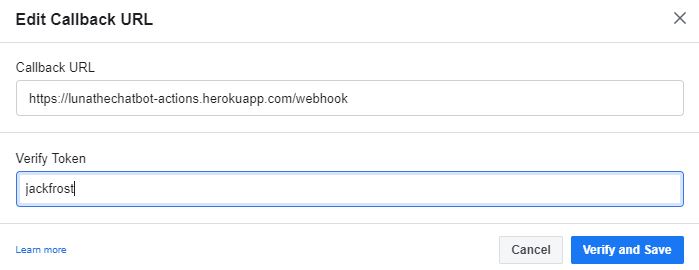 Edit Callback URL
Callback URL
https://lunathechatbot-actions.herokuapp.com/webhook
Verify Token
jackfrost
Learn more
Cancel
Verify and Save